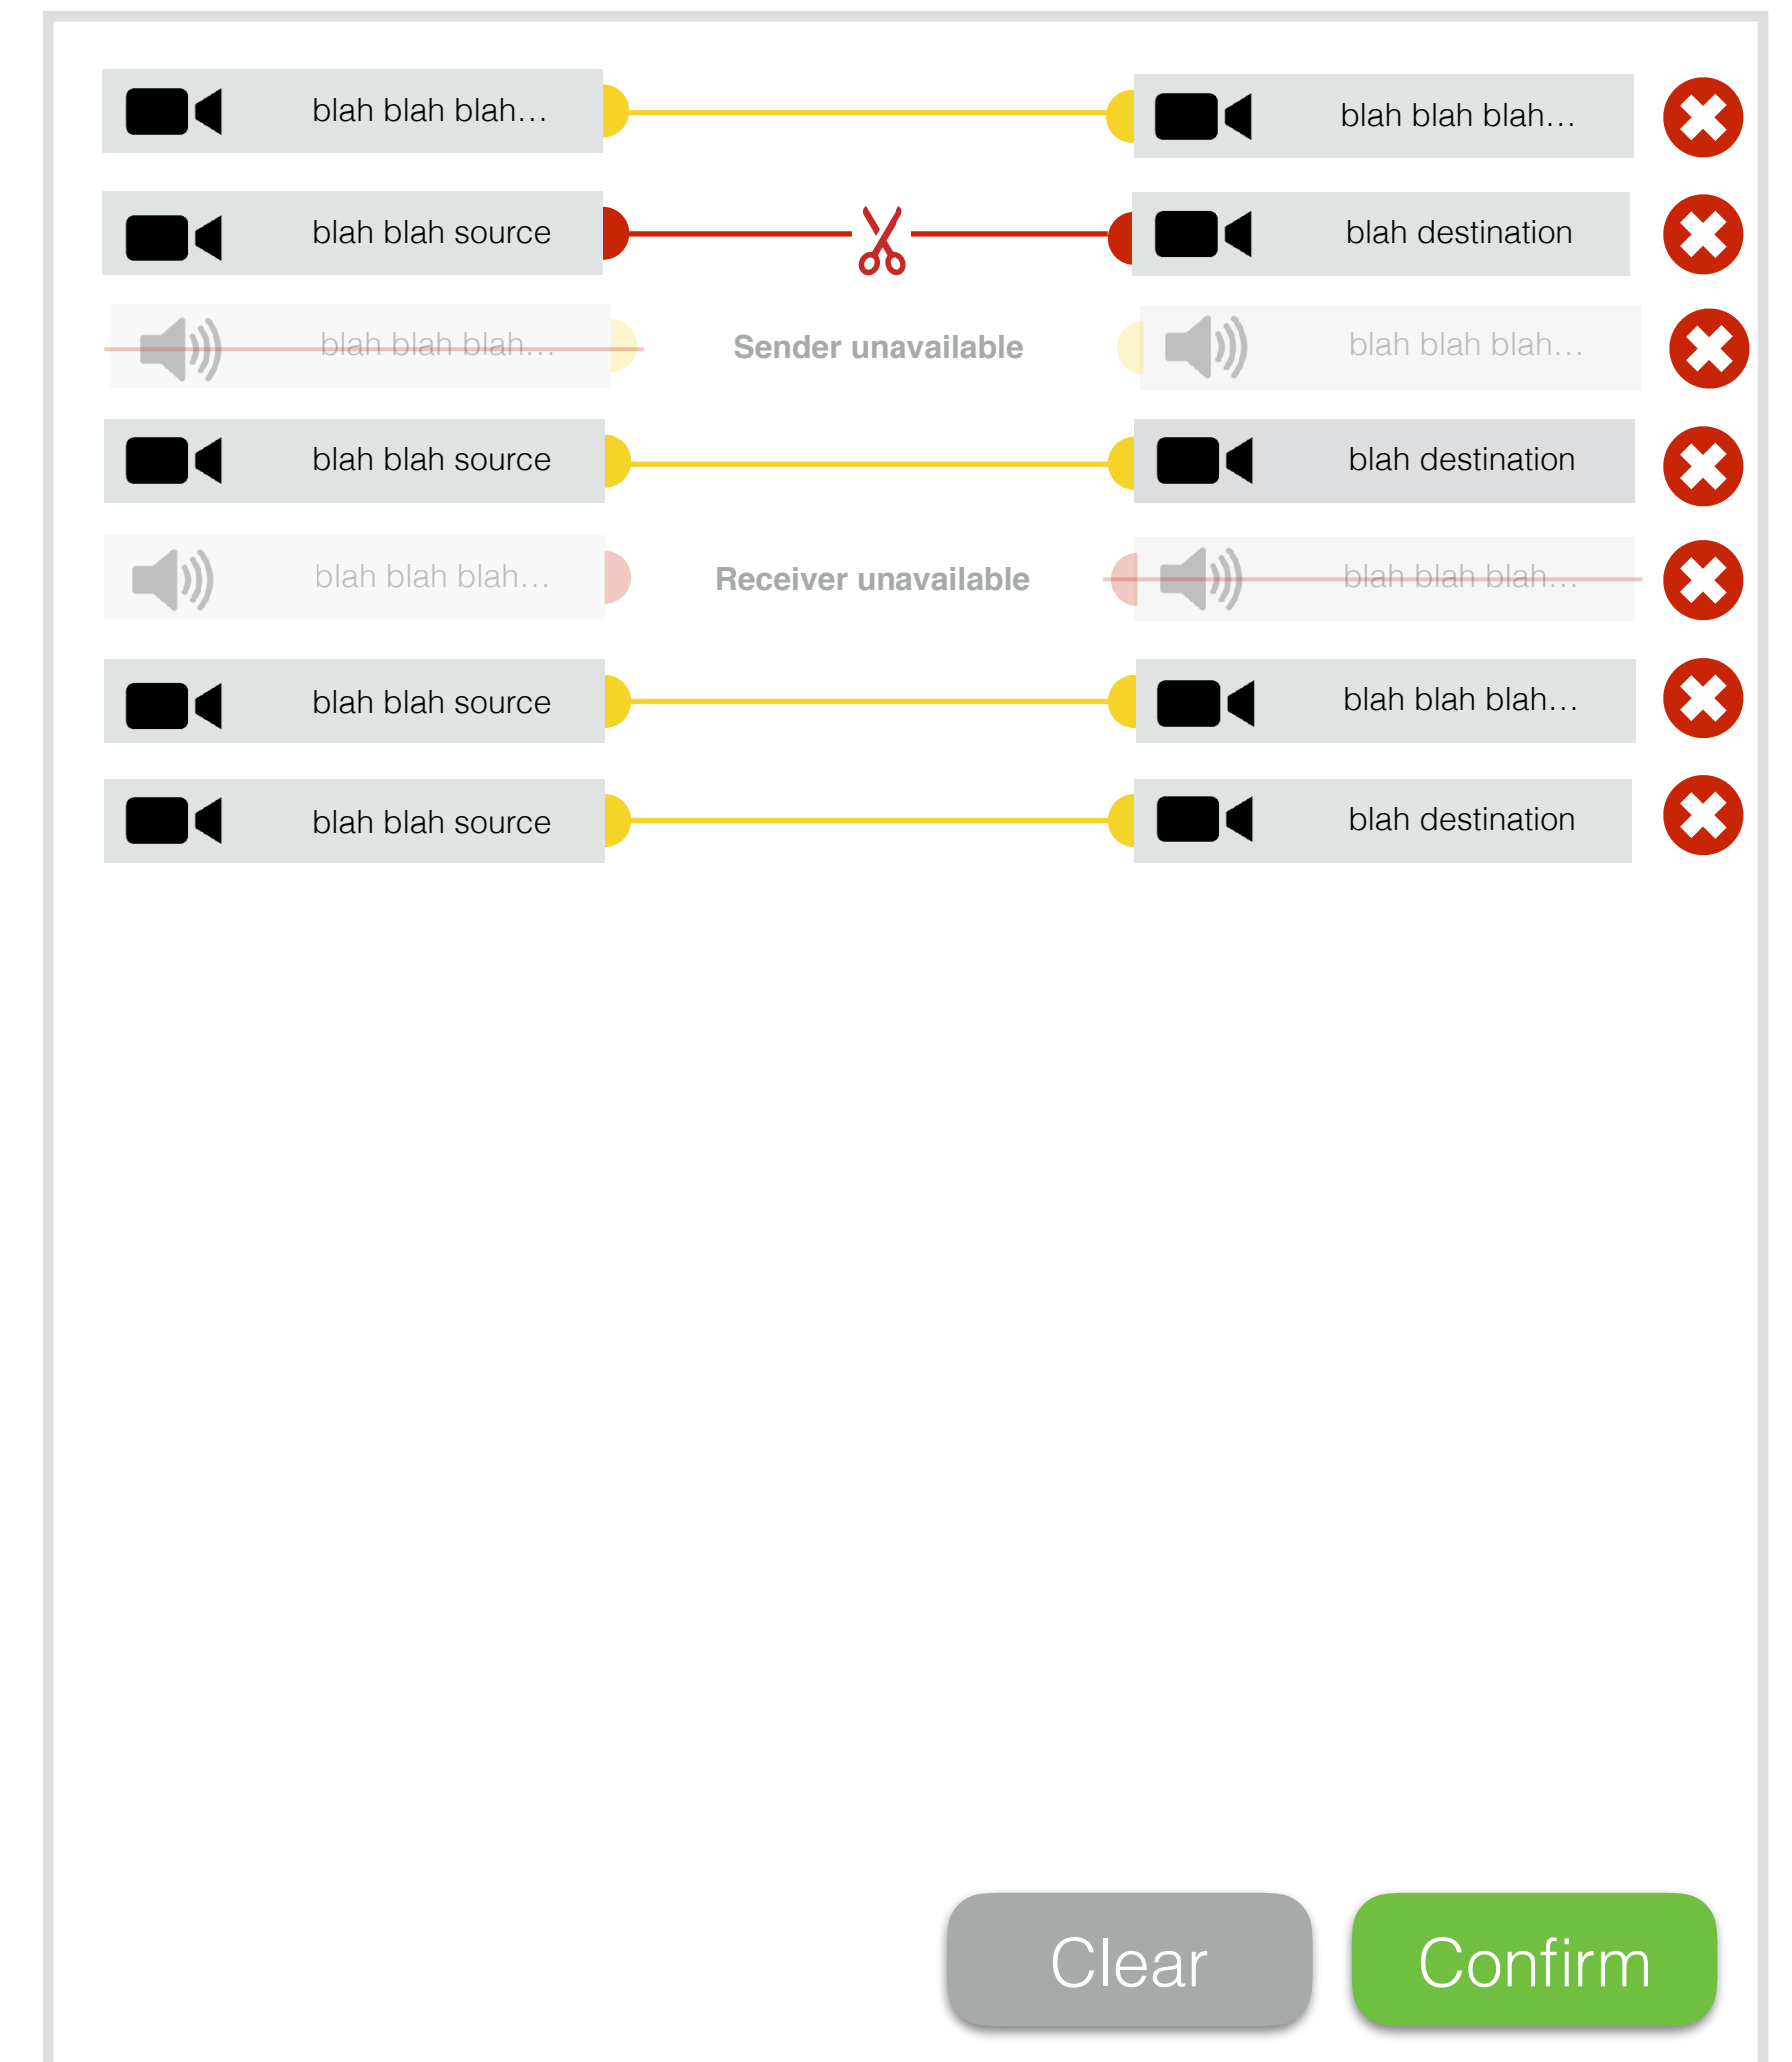 blah blah blah… blah blah blah…
blah blah source blah destination
blah blah blah… Sender unavailable blah blah blah…
blah blah source blah destination
blah blah blah… Receiver unavailable blah blah blah…
blah blah source blah blah blah…
blah blah source blah destination
Clear Confirm